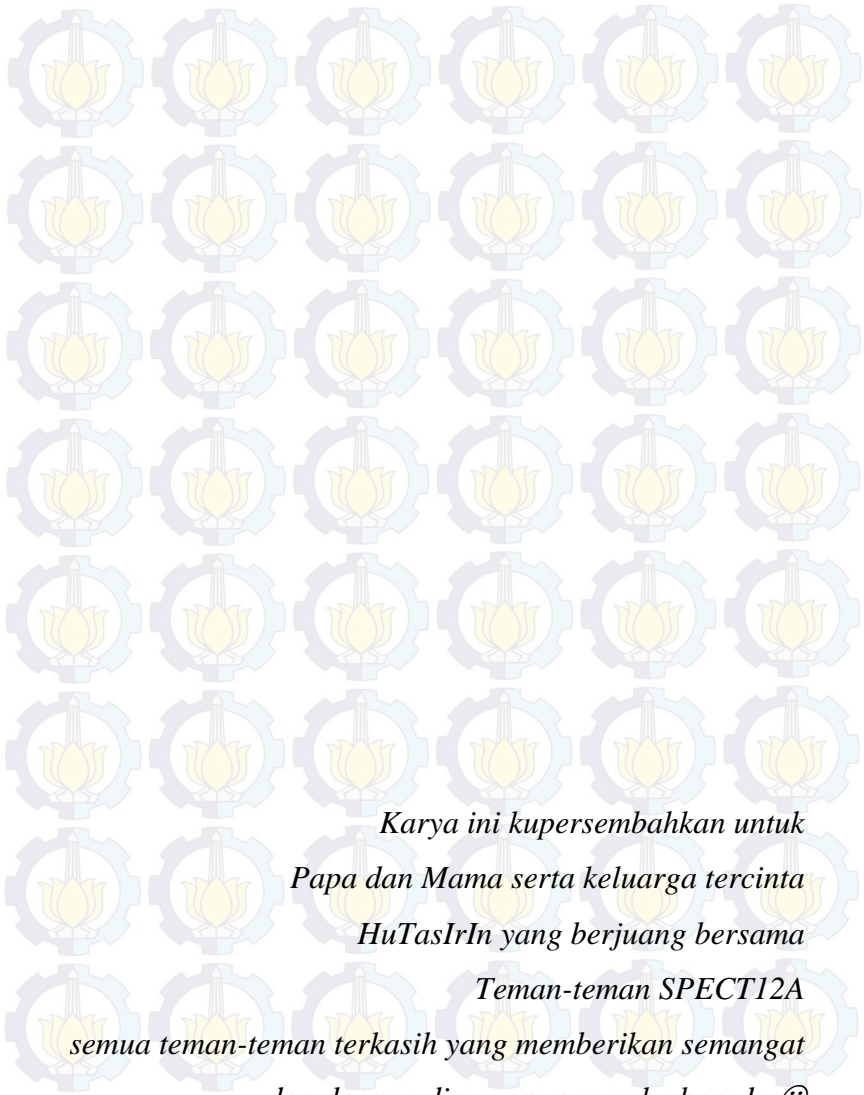 Karya ini kupersembahkan untuk
Papa dan Mama serta keluarga tercinta
HuTasIrIn yang berjuang bersama
Teman-teman SPECT12A
semua teman-teman terkasih yang memberikan semangat